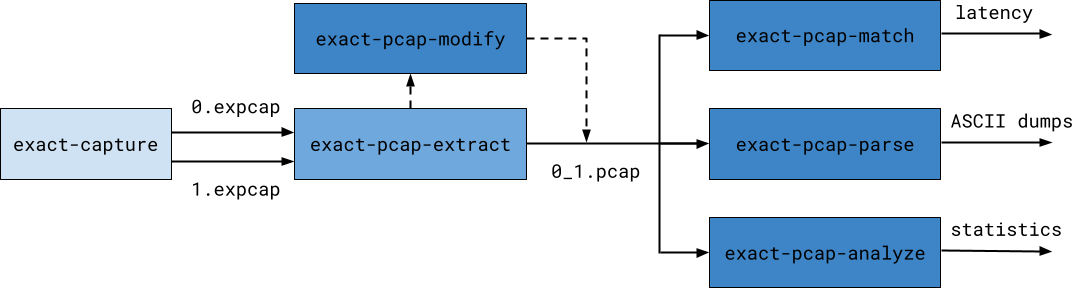 latency
exact-pcap-modify
exact-pcap-match
0.expcap
ASCII dumps
exact-capture
exact-pcap-extract
exact-pcap-parse
0_1.pcap
1.expcap
statistics
exact-pcap-analyze